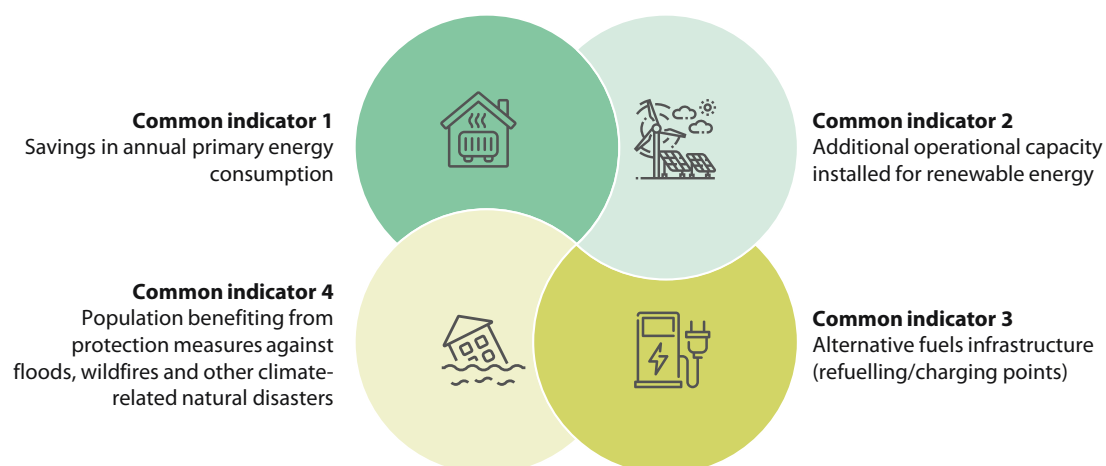 Common indicator 1
Savings in annual primary energy
consumption
Common indicator 2
Additional operational capacity
installed for renewable energy
Common indicator 4
Population benefiting from
protection measures against
floods, wildfires and other climate-
related natural disasters
Common indicator 3
Alternative fuels infrastructure
(refuelling/charging points)